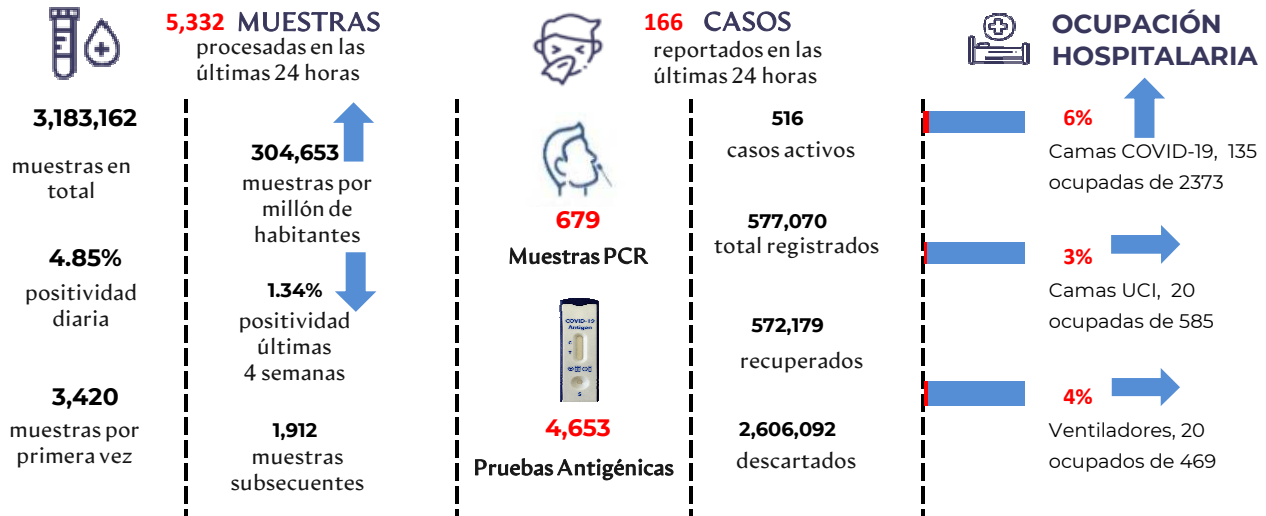 5,332 MUESTRAS
procesadas en las
últimas 24 horas
3,183,162
muestras en
total
4.85%
positividad
diaria
3,420
muestras por
primera vez
304,653
muestras por
millón de
habitantes
1.34%
positividad
últimas
4 semanas
1,912
muestras
subsecuentes
166 CASOS
reportados en las
últimas 24 horas
679
Muestras PCR
COVID-19
Antigen
C
T
S
4,653
Pruebas Antigénicas
516
casos activos
577,070
total registrados
572,179
recuperados
2,606,092
descartados
OCUPACIÓN
HOSPITALARIA
6%
Camas COVID-19, 135
ocupadas de 2373
3%
Camas UCI, 20
ocupadas de 585
4%
Ventiladores, 20
ocupados de 469